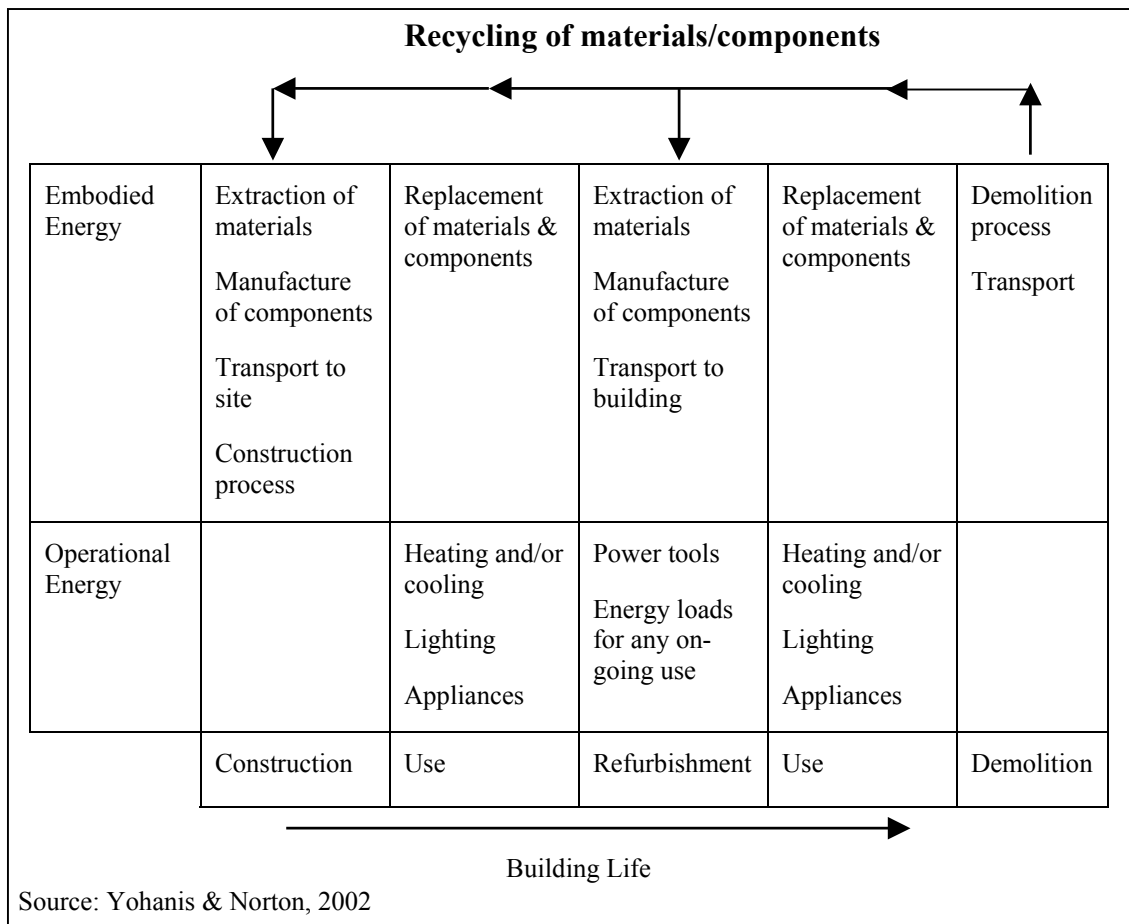 Recycling of materials/components
Embodied
Energy
Extraction of
materials
Manufacture
of components
Transport to
site
Construction
process
Replacement
of materials &
components
Extraction of
materials
Manufacture
of components
Transport to
building
Replacement
of materials &
components
Demolition
process
Transport
Operational
Energy
Heating and/or
cooling
Lighting
Appliances
Power tools
Energy loads
for any on-
going use
Heating and/or
cooling
Lighting
Appliances
Construction
Use
Refurbishment
Use
Demolition
Building Life
Source: Yohanis & Norton, 2002